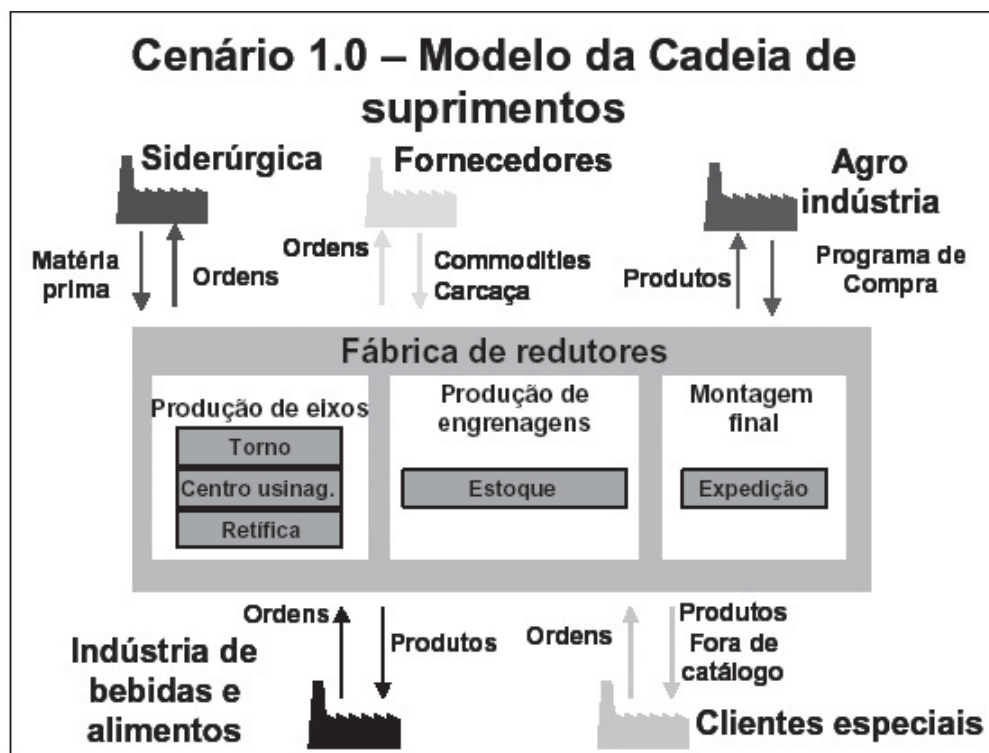 Cenário 1.0 – Modelo da Cadeia de
suprimentos
Siderúrgica
Fornecedores
Agro
indústria
Matéria
prima
Ordens
Ordens
Commodities
Carcaça
Produtos
Programa de
Compra
Fábrica de redutores
Produção de eixos
Torno
Centro usinag.
Retífica
Produção de
engrenagens
Estoque
Montagem
final
Expedição
Ordens
Produtos
Indústria de
bebidas e
alimentos
Ordens
Produtos
Fora de
catálogo
Clientes especiais